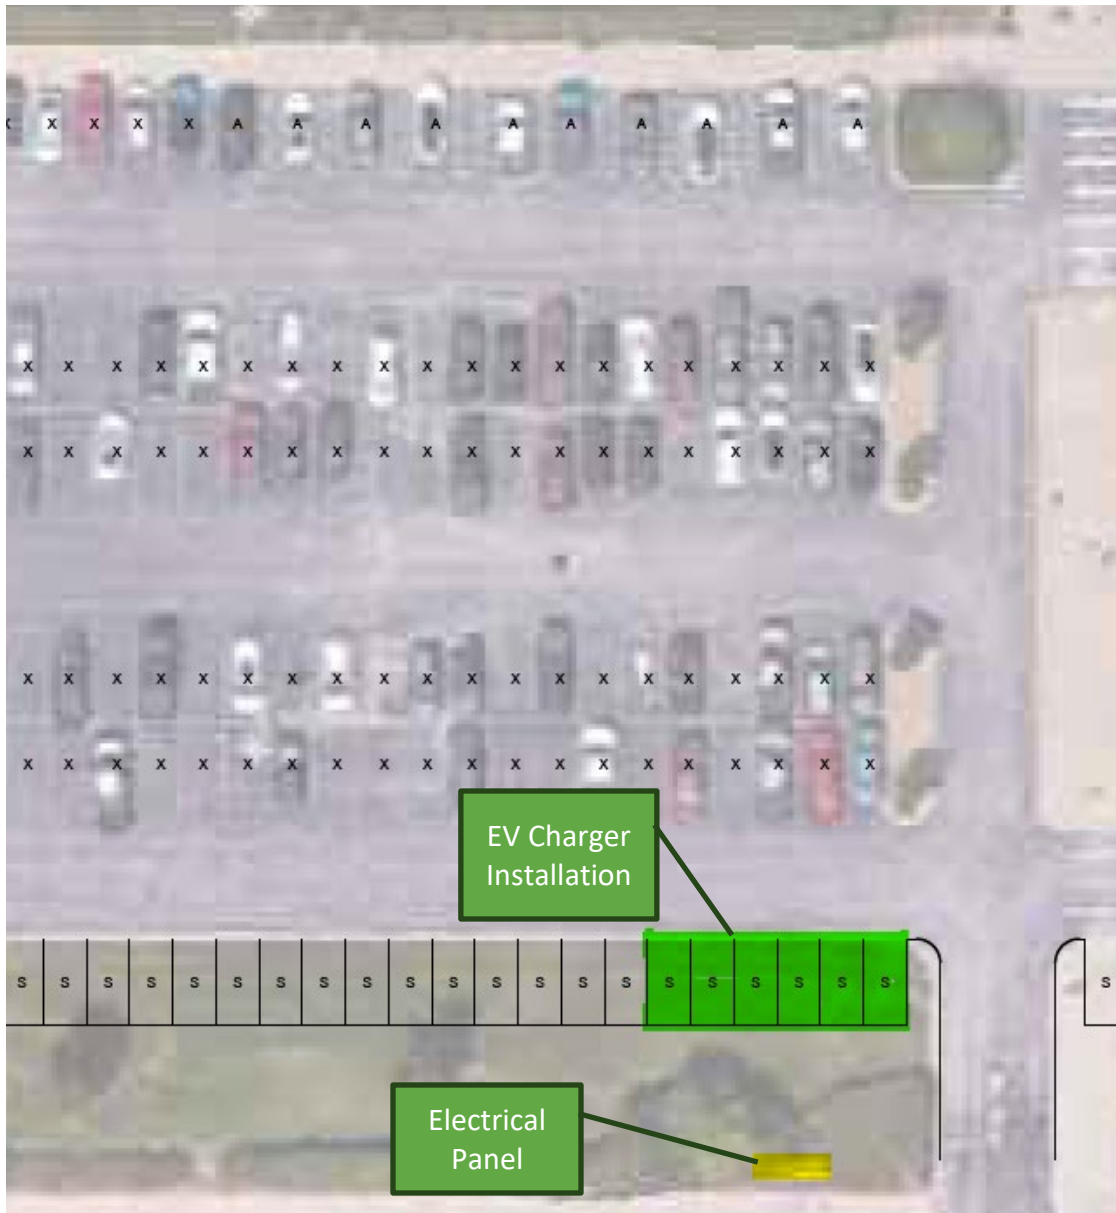 X X X X X A A A A A A A A A A
X X X X X X X X X X X X X X X X X X X X
X X X X X X X X X X X X X X X X X X X X
X X X X X X X X X X X X X X X X X X X X
X X X X X X X X X X X X X X X X X X X X
EV Charger
Installation
S S S S S S S S S S S S S S S S S S S S S S
Electrical
Panel